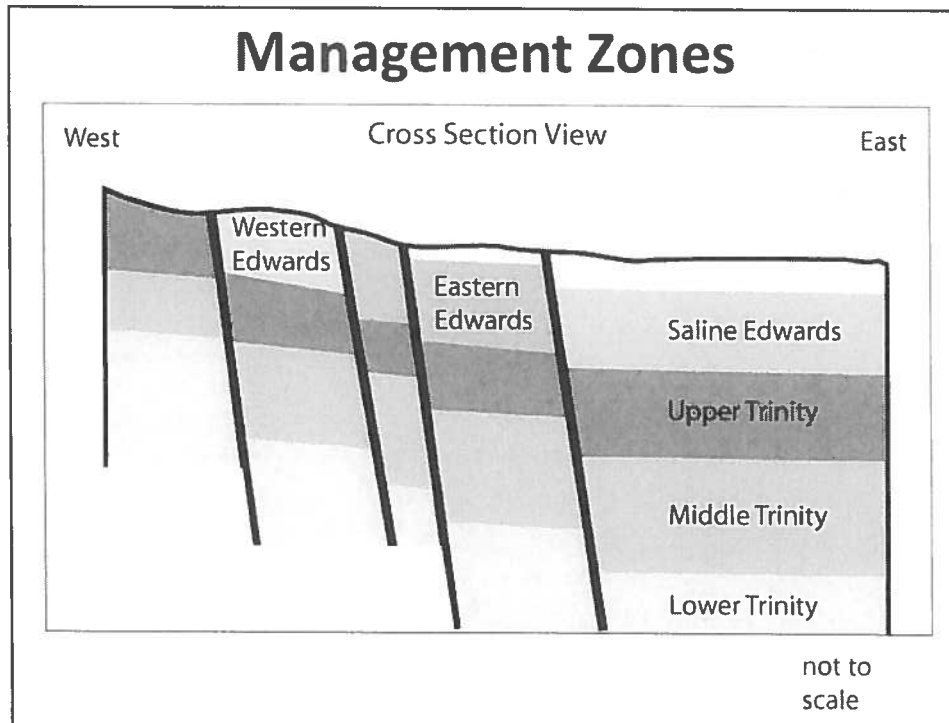 Management Zones
West
Cross Section View
East
Western
Edwards
Eastern
Edwards
Saline Edwards
Upper Trinity
Middle Trinity
Lower Trinity
not to
scale